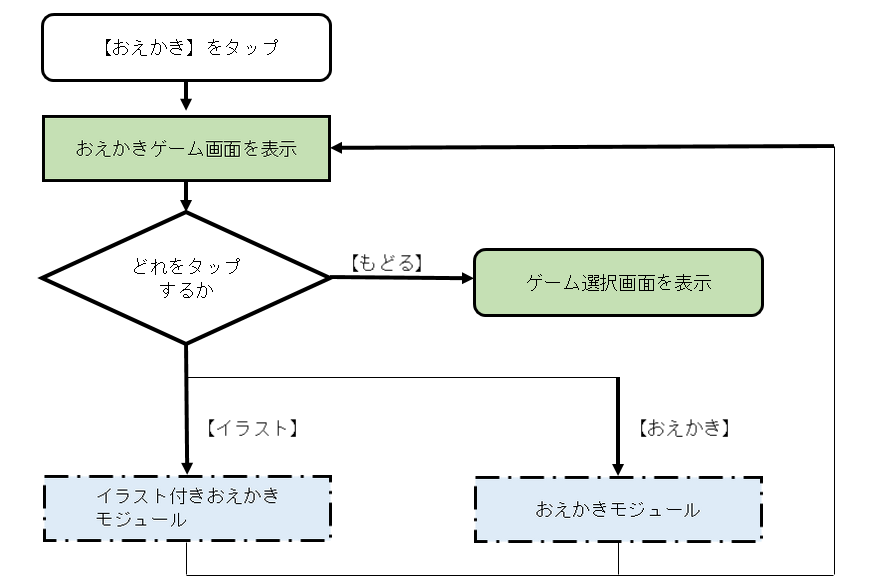 【おえかき】をタップ
おえかきゲーム画面を表示
どれをタップ
するか
【もどる】
ゲーム選択画面を表示
【イラスト】
【おえかき】
イラスト付きおえかき
モジュール
おえかきモジュール